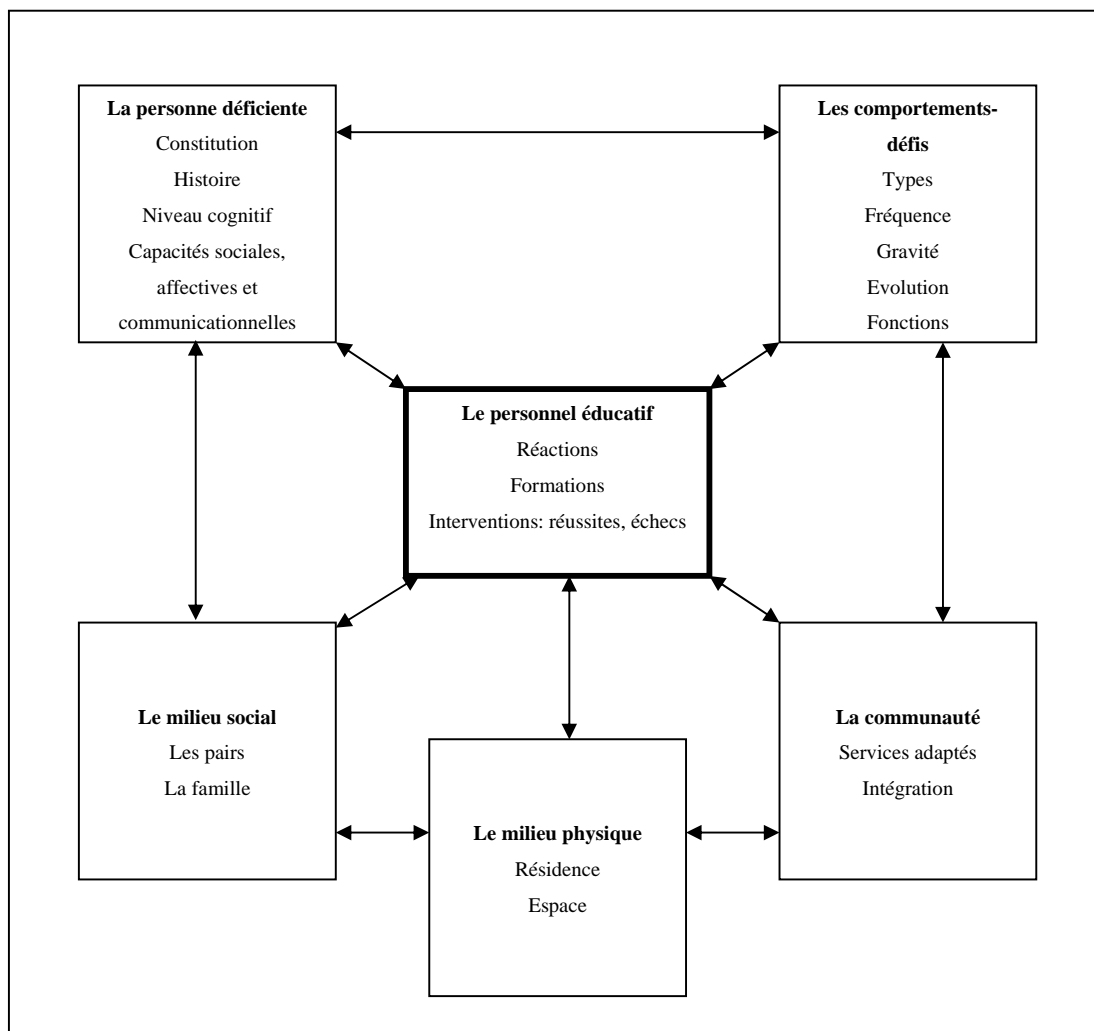 La personne déficiente
Constitution
Histoire
Niveau cognitif
Capacités sociales,
affectives et
communicationnelles
Les comportements-
défis
Types
Fréquence
Gravité
Evolution
Fonctions
Le personnel éducatif
Réactions
Formations
Interventions: réussites, échecs
Le milieu social
Les pairs
La famille
Le milieu physique
Résidence
Espace
La communauté
Services adaptés
Intégration